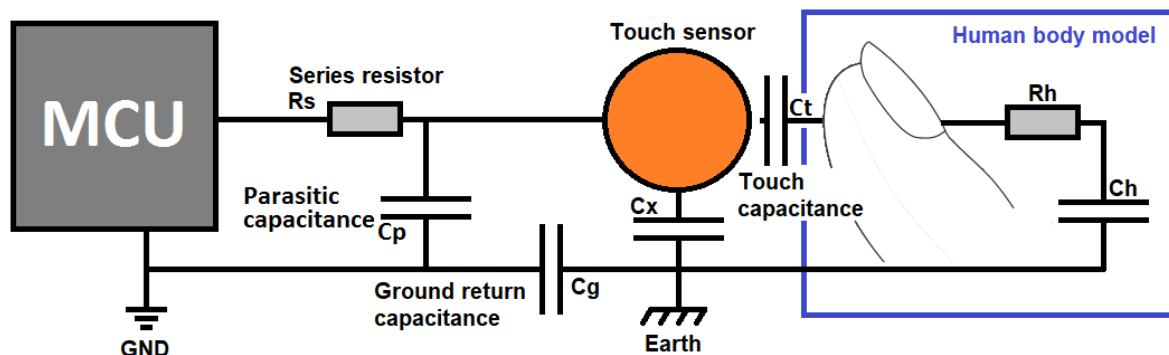 MCU
Series resistor
Rs
Parasitic
capacitance
Cp
GND
Ground return
capacitance
Cg
Touch sensor
Cx
Earth
Ct
Touch
capacitance
Human body model
Rh
Ch